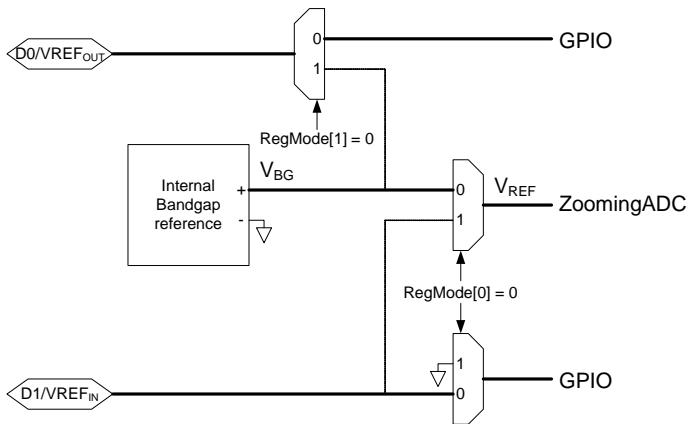 D0/VREFOUT
0
1
GPIO
RegMode[1] = 0
Internal
Bandgap
reference
+
-
VBG
0
1
VREF
ZoomingADC
RegMode[0] = 0
D1/VREFIN
1
0
GPIO